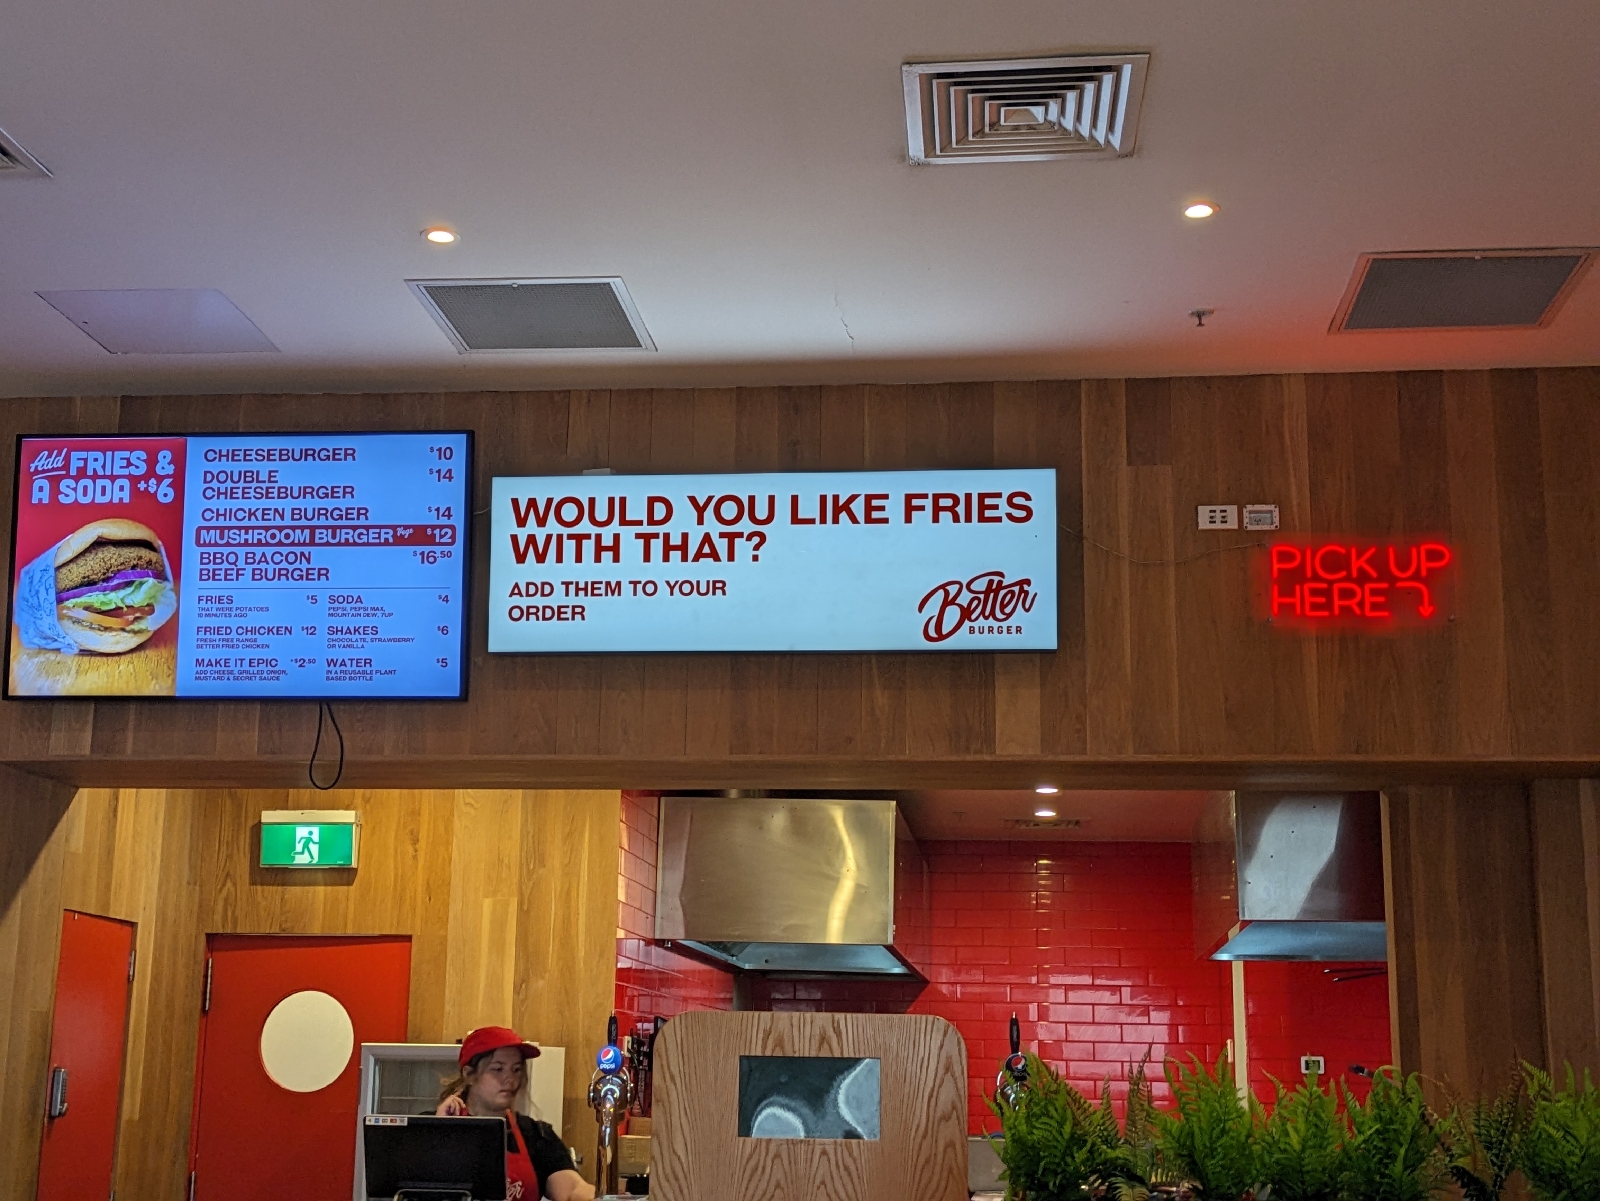 Add FRIES &
A SODA +$6
CHEESEBURGER $10
DOUBLE $14
CHEESEBURGER
CHICKEN BURGER $14
MUSHROOM BURGER Vego $12
BBQ BACON $16.50
BEEF BURGER
FRIES $5
THAT WERE POTATOES
10 MINUTES AGO
SODA $4
PEPSI, PEPSI MAX,
MOUNTAIN DEW, 7UP
FRIED CHICKEN $12
FRESH FREE RANGE
BETTER FRIED CHICKEN
SHAKES $6
CHOCOLATE, STRAWBERRY
OR VANILLA
MAKE IT EPIC +$2.50
ADD CHEESE, GRILLED ONION,
MUSTARD & SECRET SAUCE
WATER $5
IN A REUSABLE PLANT
BASED BOTTLE
WOULD YOU LIKE FRIES
WITH THAT?
ADD THEM TO YOUR
ORDER
Better
BURGER
PICK UP
HERE
pepsi